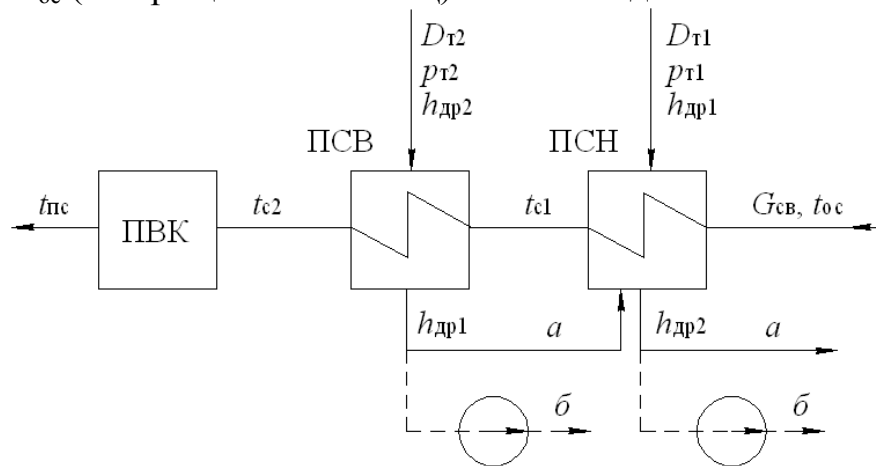 Dт2
Dт1
pт2
pт1
hдр2
hдр1
ПСВ
ПСН
tпс
ПВК
tс2
tс1
Gсв, tос
hдр1
а
hдр2
а
б
б